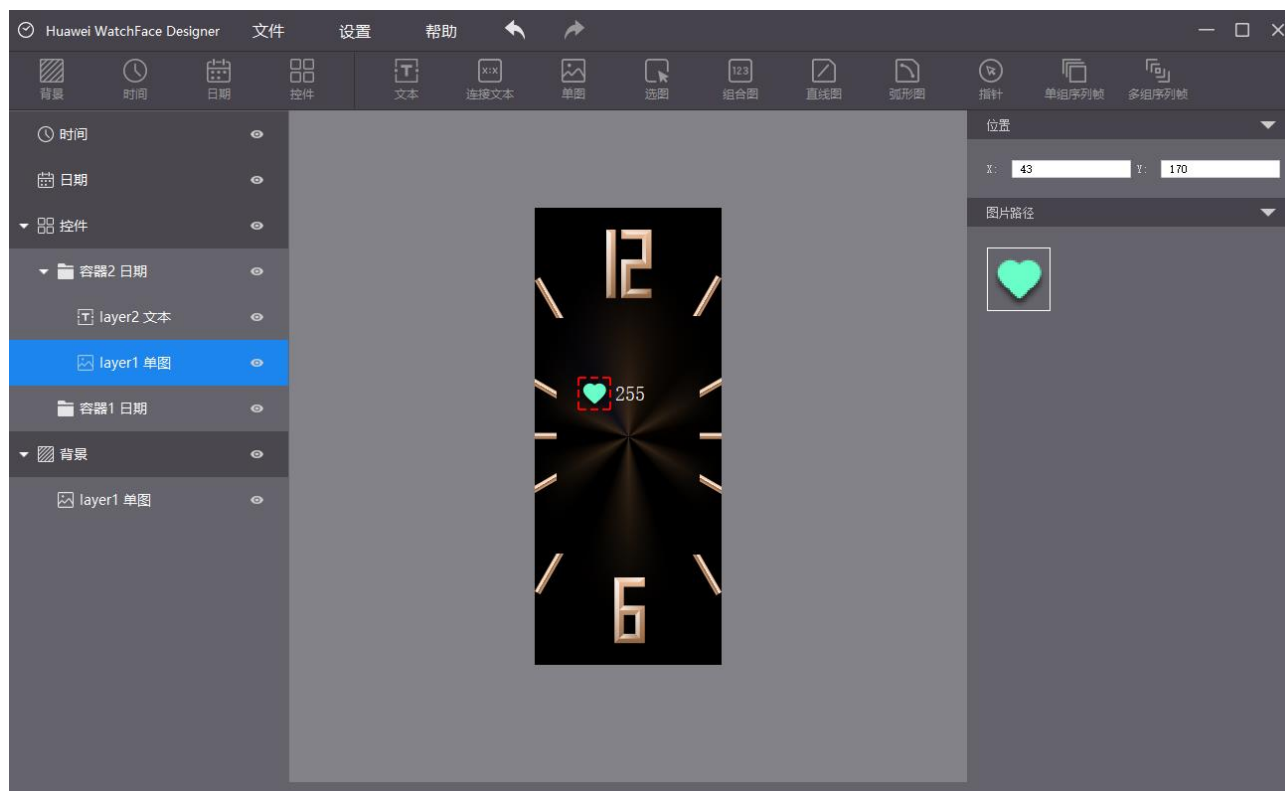 Huawei WatchFace Designer 文件 设置 帮助
背景 时间 日期 控件 文本 连接文本 单图 选图 组合图 直线图 弧形图 指针 单组序列帧 多组序列帧
X:X
123
时间
日期
控件
容器2 日期
layer2 文本
layer1 单图
容器1 日期
背景
layer1 单图
12
255
6
位置
X: 43 Y: 170
图片路径